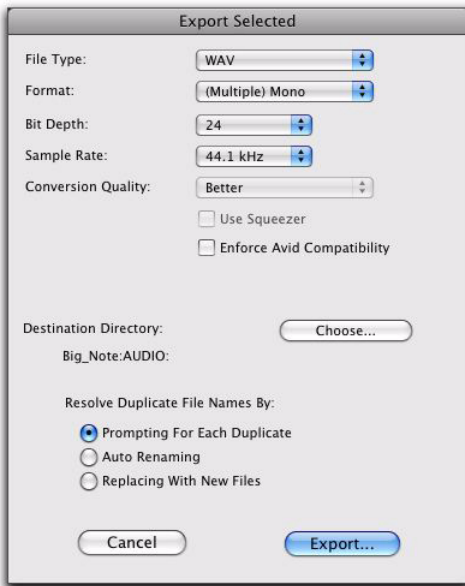 Export Selected
File Type: WAV
Format: (Multiple) Mono
Bit Depth: 24
Sample Rate: 44.1 kHz
Conversion Quality: Better
Use Squeezer
Enforce Avid Compatibility
Destination Directory: Choose...
Big_Note:AUDIO:
Resolve Duplicate File Names By:
Prompting For Each Duplicate
Auto Renaming
Replacing With New Files
Cancel Export...